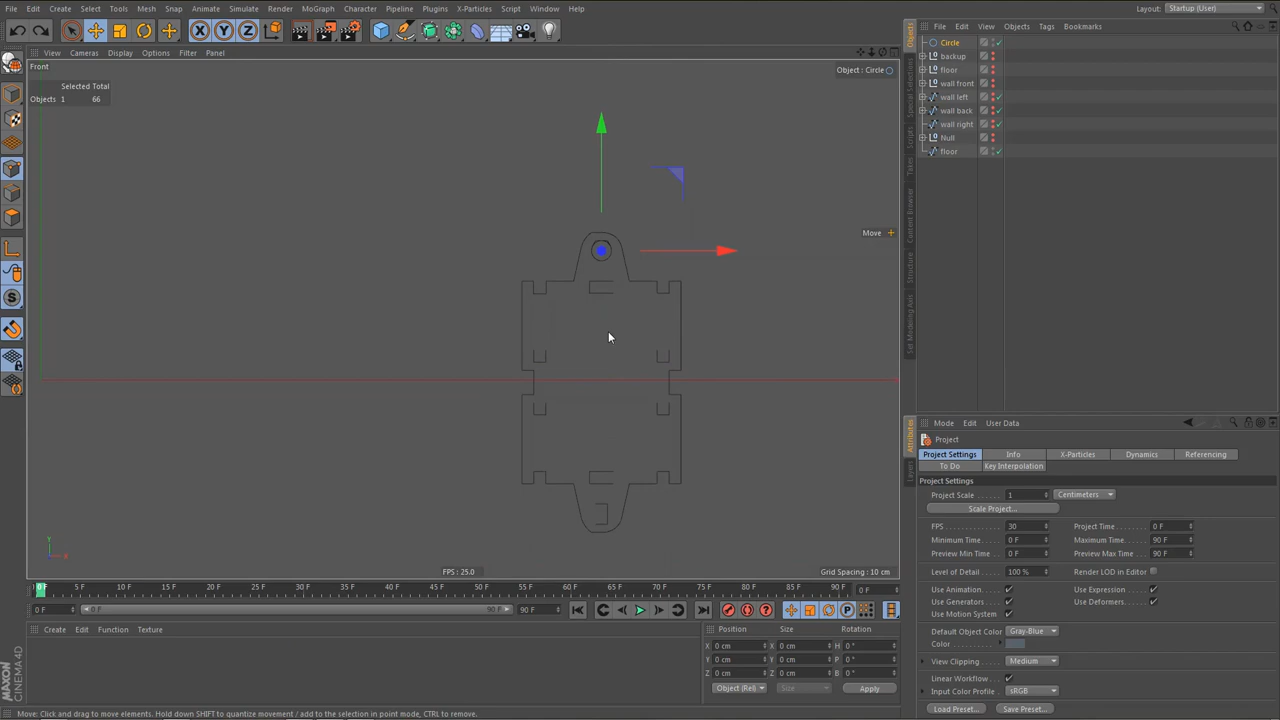 File Edit Create Select Tools Mesh Snap Animate Simulate Render MoGraph Character Pipeline Plugins X-Particles Script Window Help Layout: Startup (User)
View Cameras Display Options Filter Panel
Front
Object : Circle
Selected Total
Objects 1 66
Move
Y
X
FPS : 25.0
Grid Spacing : 10 cm
File Edit View Objects Tags Bookmarks
Circle
backup
floor
wall front
wall left
wall back
wall right
Null
floor
Objects
Content Browser
Structure
Attributes
Layers
Mode Edit User Data
Project
Project Settings Info X-Particles Dynamics Referencing
To Do Key Interpolation
Project Settings
Project Scale 1 Centimeters
Scale Project...
FPS 30 Project Time 0 F
Minimum Time 0 F Maximum Time 90 F
Preview Min Time 0 F Preview Max Time 90 F
Level of Detail 100 % Render LOD in Editor
Use Animation Use Expression
Use Generators Use Deformers
Use Motion System
Default Object Color Gray-Blue
Color
View Clipping Medium
Linear Workflow
Input Color Profile sRGB
Load Preset... Save Preset...
0 F 5 F 10 F 15 F 20 F 25 F 30 F 35 F 40 F 45 F 50 F 55 F 60 F 65 F 70 F 75 F 80 F 85 F 90 F 0 F
0 F 0 F 90 F 90 F
Create Edit Function Texture
Position Size Rotation
X 0 cm X 0 cm H 0 °
Y 0 cm Y 0 cm P 0 °
Z 0 cm Z 0 cm B 0 °
Object (Rel) Size Apply
MAXON CINEMA4D
Move: Click and drag to move elements. Hold down SHIFT to quantize movement / add to the selection in point mode, CTRL to remove.